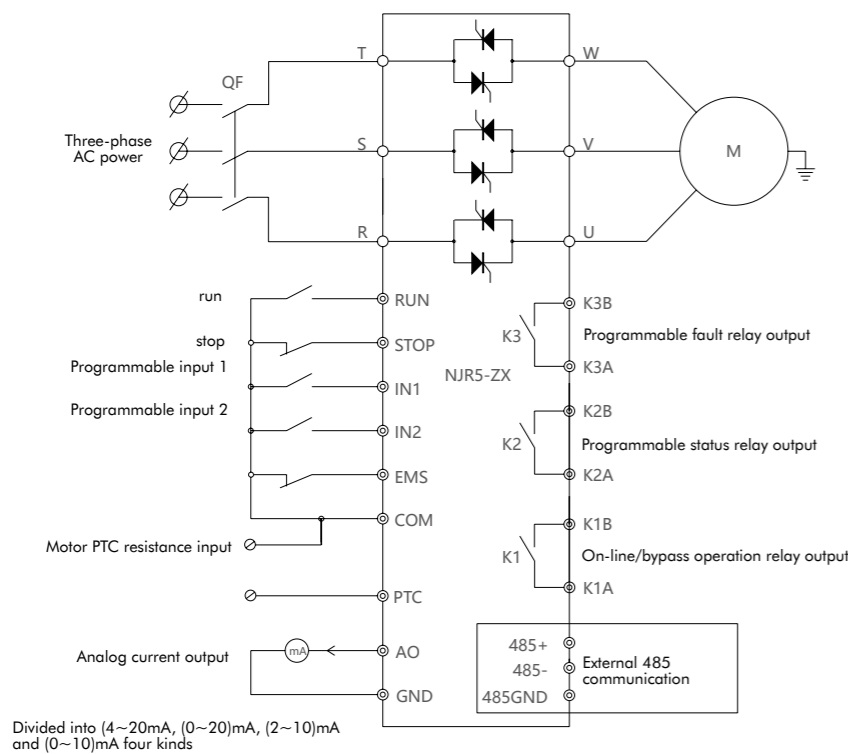 T
W
QF
Three-phase
AC power
S
V
M
R
U
run
RUN
K3B
stop
STOP
K3
Programmable fault relay output
Programmable input 1
K3A
IN1
NJR5-ZX
Programmable input 2
K2B
IN2
K2
Programmable status relay output
EMS
K2A
COM
K1B
Motor PTC resistance input
K1
On-line/bypass operation relay output
PTC
K1A
Analog current output
mA
AO
485+
External 485
485-
communication
GND
485GND
Divided into (4~20mA, (0~20)mA, (2~10)mA
and (0~10)mA four kinds